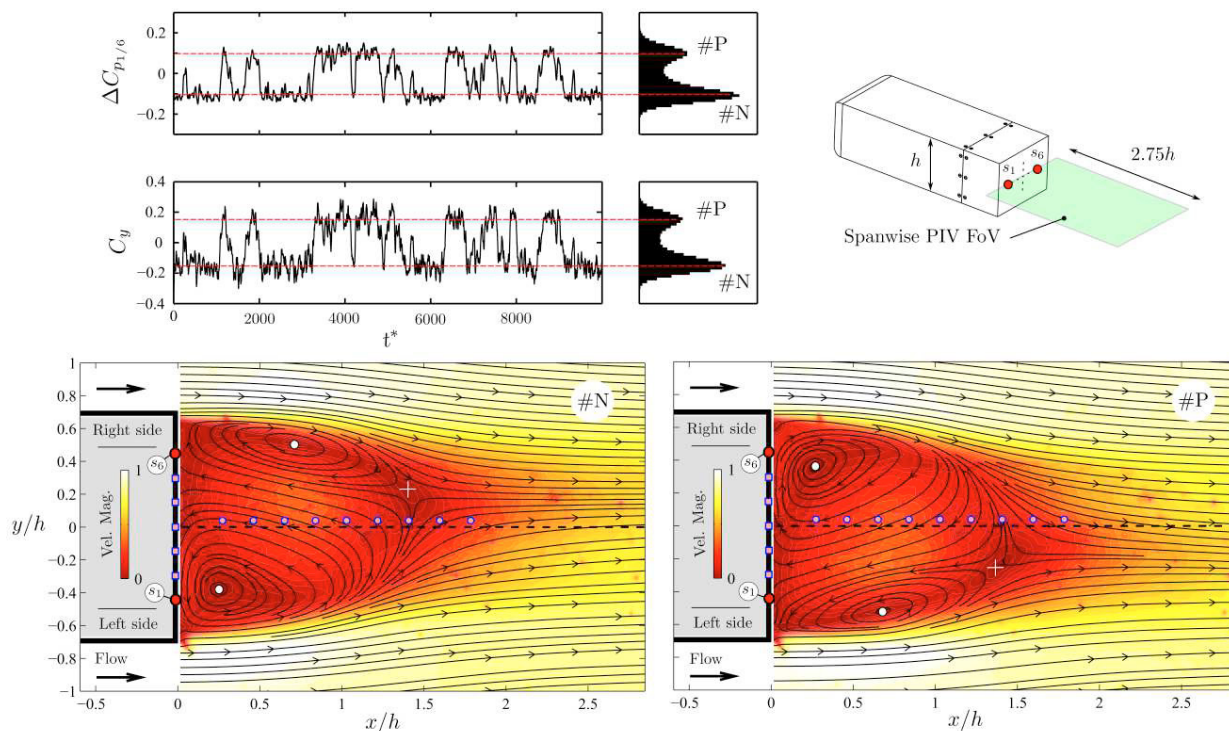 0.2
ΔC_{p_{1/6}}
0
−0.2
#P
#N
0.4
0.2
C_y
0
−0.2
−0.4
0 2000 4000 6000 8000
t*
#P
#N
h
s_1
s_6
2.75h
Spanwise PIV FoV
1
0.8
0.6
0.4
0.2
y/h
0
−0.2
−0.4
−0.6
−0.8
−1
Right side
s_6
1
Vel. Mag.
0
s_1
Left side
Flow
#N
−0.5 0 0.5 1 1.5 2 2.5
x/h
Right side
s_6
1
Vel. Mag.
0
s_1
Left side
Flow
#P
−0.5 0 0.5 1 1.5 2 2.5
x/h